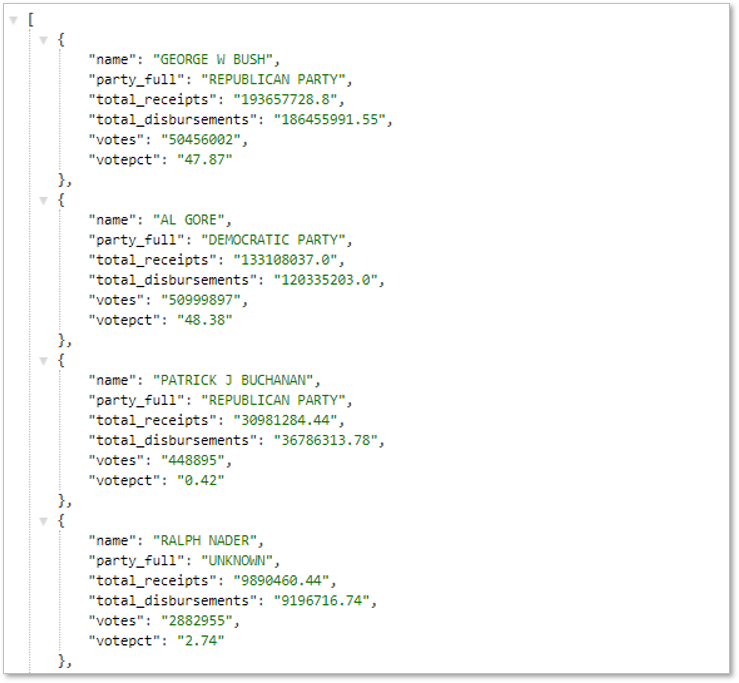 [
{
"name": "GEORGE W BUSH",
"party_full": "REPUBLICAN PARTY",
"total_receipts": "193657728.8",
"total_disbursements": "186455991.55",
"votes": "50456002",
"votepct": "47.87"
},
{
"name": "AL GORE",
"party_full": "DEMOCRATIC PARTY",
"total_receipts": "133108037.0",
"total_disbursements": "120335203.0",
"votes": "50999897",
"votepct": "48.38"
},
{
"name": "PATRICK J BUCHANAN",
"party_full": "REPUBLICAN PARTY",
"total_receipts": "30981284.44",
"total_disbursements": "36786313.78",
"votes": "448895",
"votepct": "0.42"
},
{
"name": "RALPH NADER",
"party_full": "UNKNOWN",
"total_receipts": "9890460.44",
"total_disbursements": "9196716.74",
"votes": "2882955",
"votepct": "2.74"
},